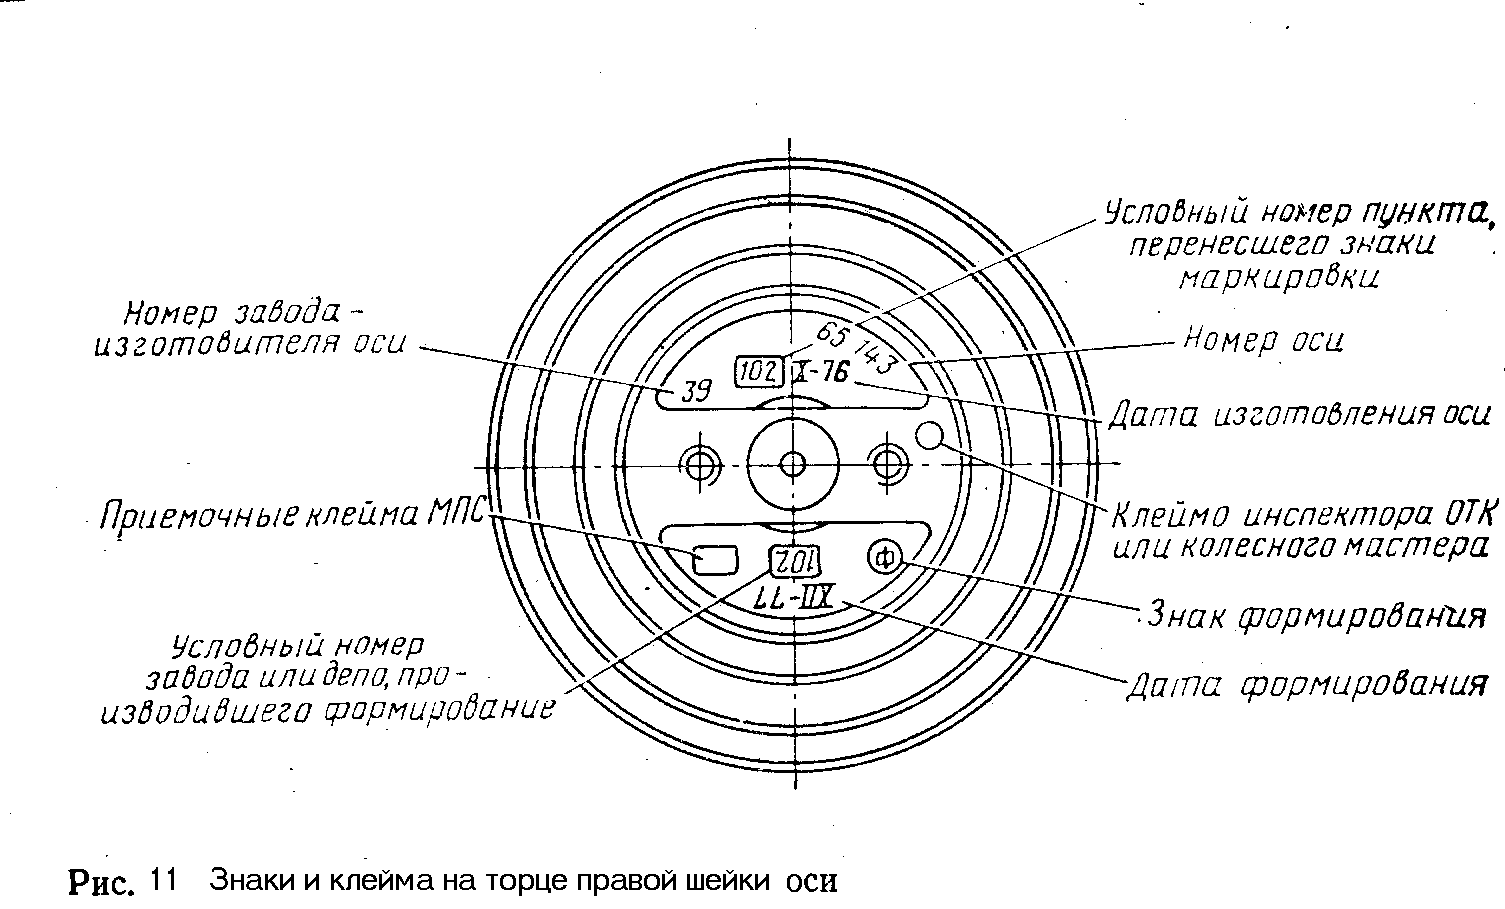 Условный номер пункта,
перенесшего знаки
маркировки
Номер завода-
изготовителя оси
Номер оси
65 143
102 X-76
39
Дата изготовления оси
Приемочные клейма МПС
Клеймо инспектора ОТК
или колесного мастера
102
Ф
XII-77
Знак формирования
Условный номер
завода или депо, про-
изводившего формирование
Дата формирования
Рис. 11 Знаки и клейма на торце правой шейки оси